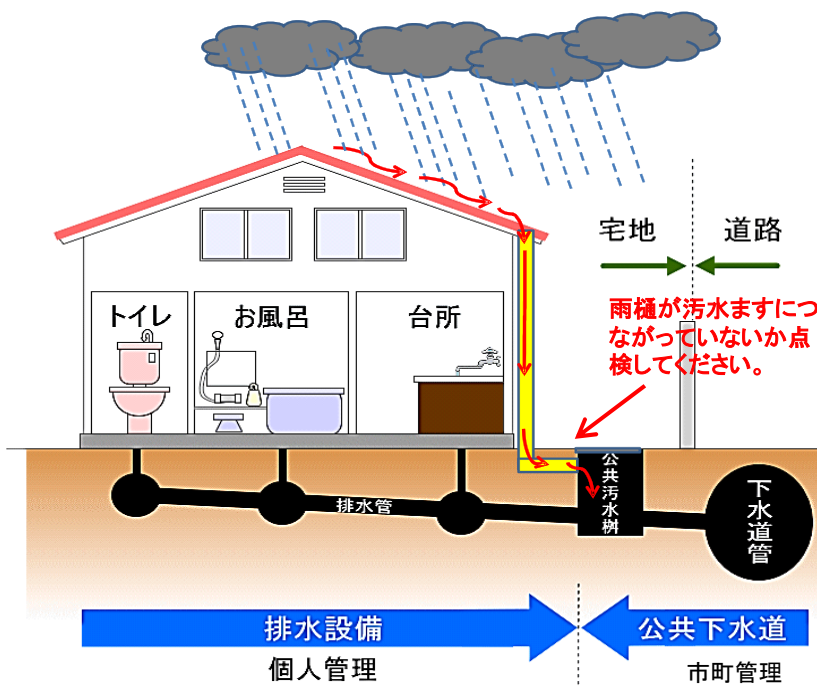 宅地
道路
雨樋が汚水ますにつ
ながっていないか点
検してください。
トイレ
お風呂
台所
公共汚水桝
排水管
下水道管
排水設備
公共下水道
個人管理
市町管理